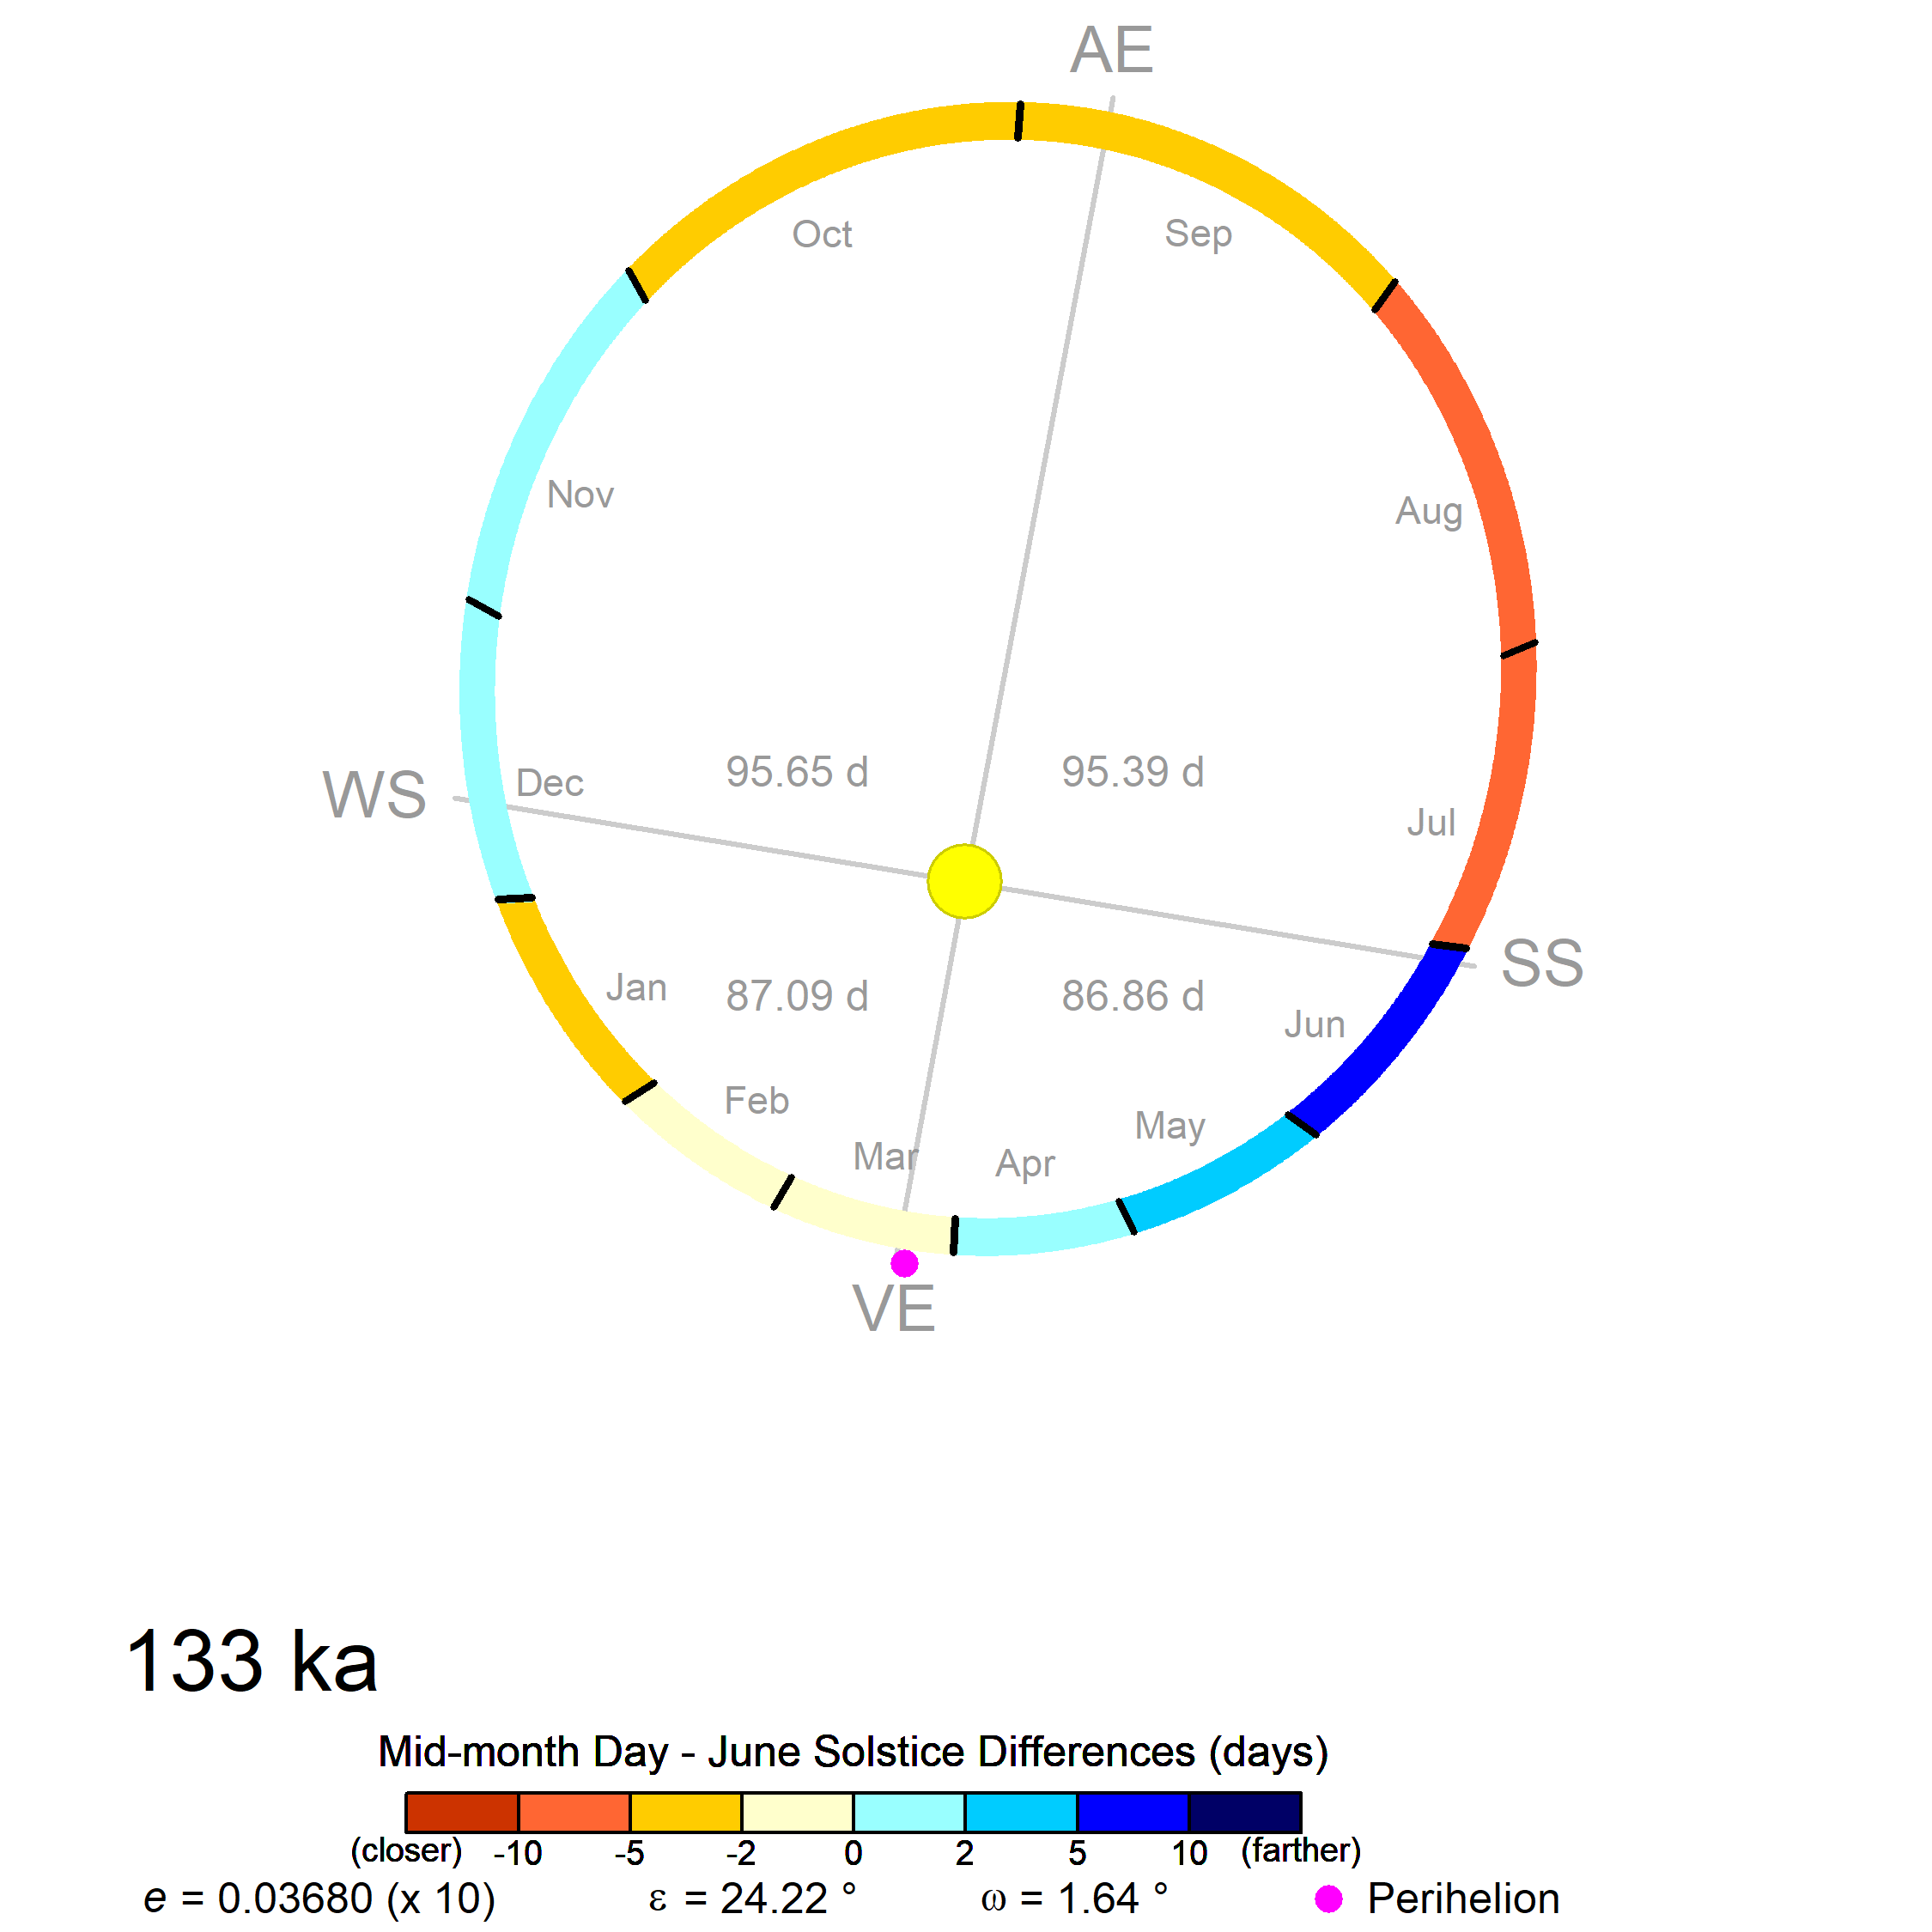 AE
Oct
Sep
Nov
Aug
WS
Dec
95.65 d
95.39 d
Jul
SS
Jan
87.09 d
86.86 d
Jun
Feb
May
Mar
Apr
VE
133 ka
Mid-month Day - June Solstice Differences (days)
(closer) -10 -5 -2 0 2 5 10 (farther)
e = 0.03680 (x 10) ε = 24.22 ° ω = 1.64 ° Perihelion